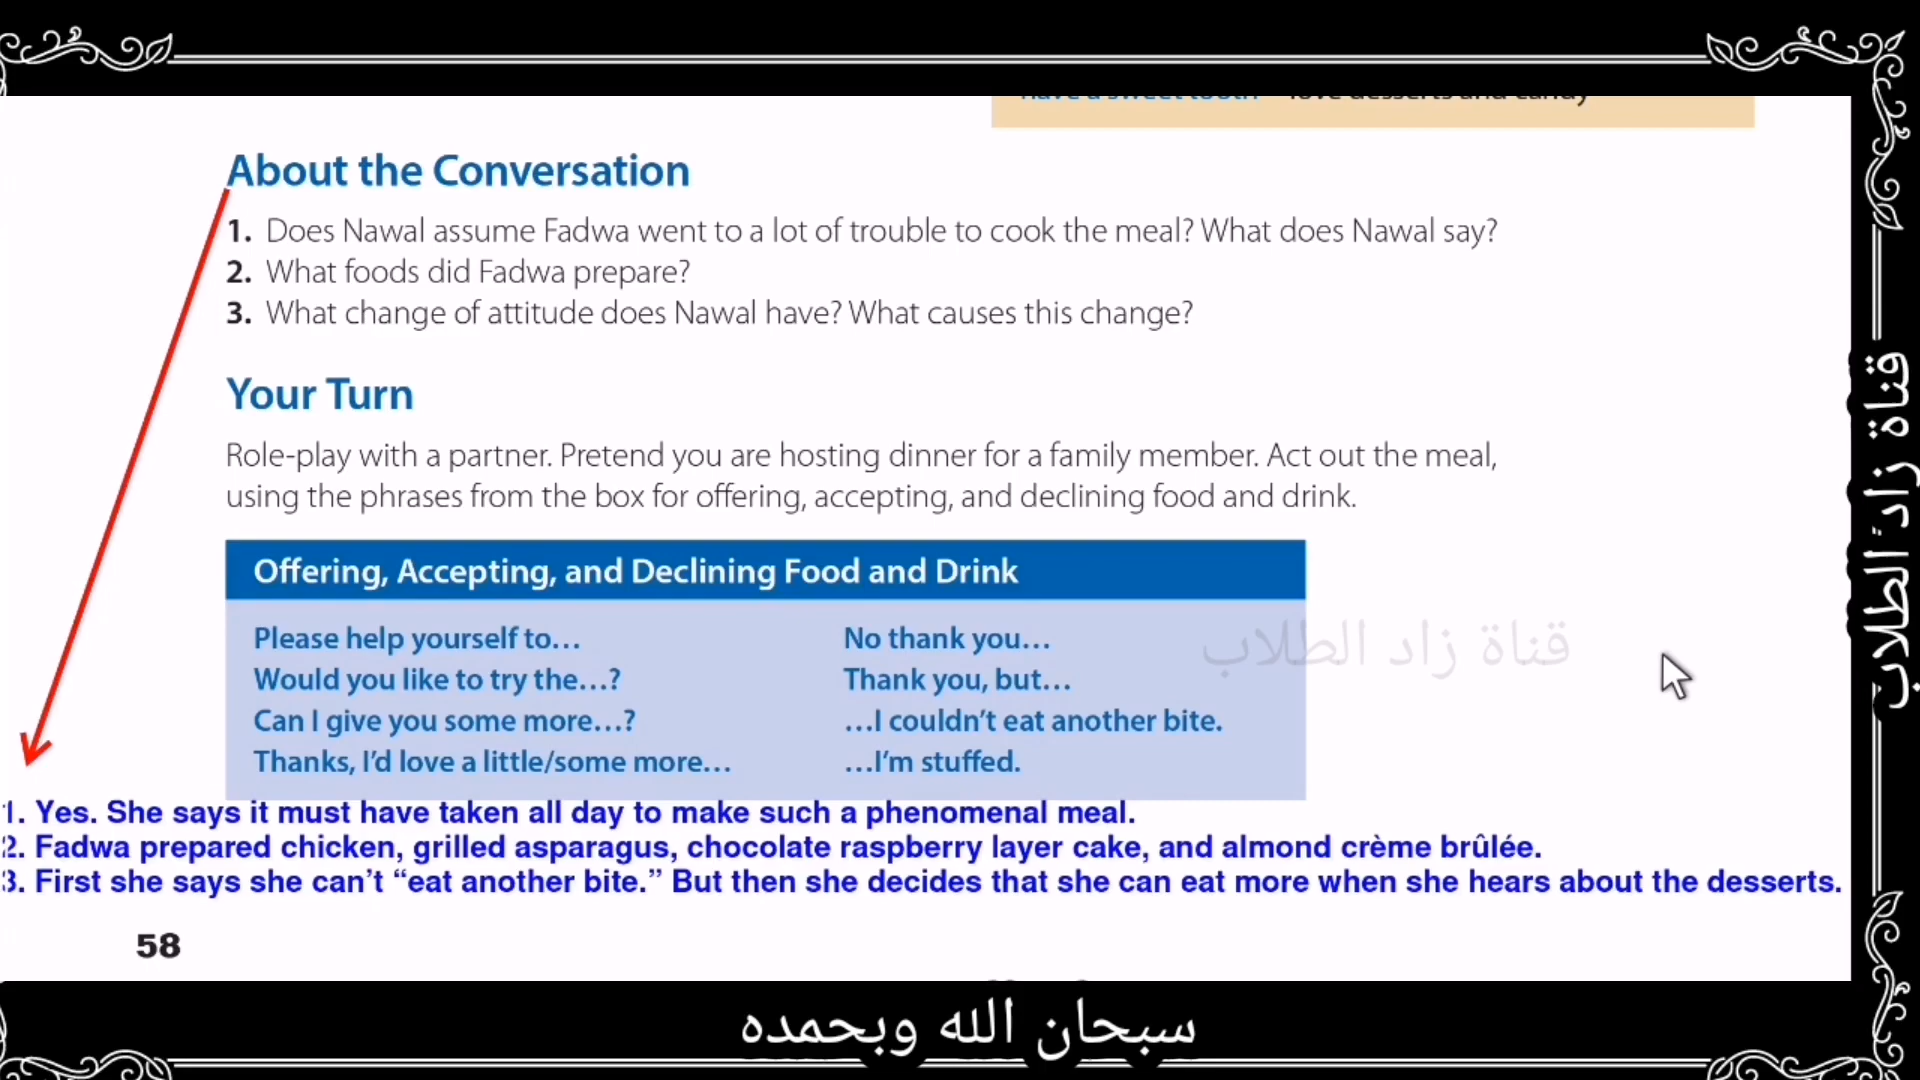 have a sweet tooth love desserts and candy
About the Conversation
1. Does Nawal assume Fadwa went to a lot of trouble to cook the meal? What does Nawal say?
2. What foods did Fadwa prepare?
3. What change of attitude does Nawal have? What causes this change?
Your Turn
Role-play with a partner. Pretend you are hosting dinner for a family member. Act out the meal,
using the phrases from the box for offering, accepting, and declining food and drink.
Offering, Accepting, and Declining Food and Drink
Please help yourself to…
Would you like to try the…?
Can I give you some more…?
Thanks, I’d love a little/some more…
No thank you…
Thank you, but…
…I couldn’t eat another bite.
…I’m stuffed.
قناة زاد الطلاب
1. Yes. She says it must have taken all day to make such a phenomenal meal.
2. Fadwa prepared chicken, grilled asparagus, chocolate raspberry layer cake, and almond crème brûlée.
3. First she says she can’t “eat another bite.” But then she decides that she can eat more when she hears about the desserts.
58
قناة زاد الطلاب
سبحان الله وبحمده